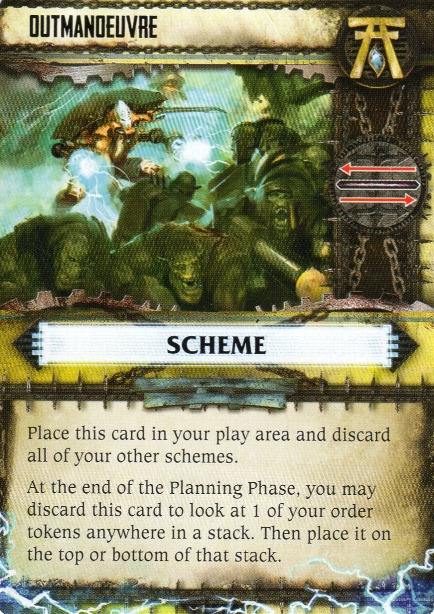 OUTMANOEUVRE
SCHEME
Place this card in your play area and discard
all of your other schemes.
At the end of the Planning Phase, you may
discard this card to look at 1 of your order
tokens anywhere in a stack. Then place it on
the top or bottom of that stack.